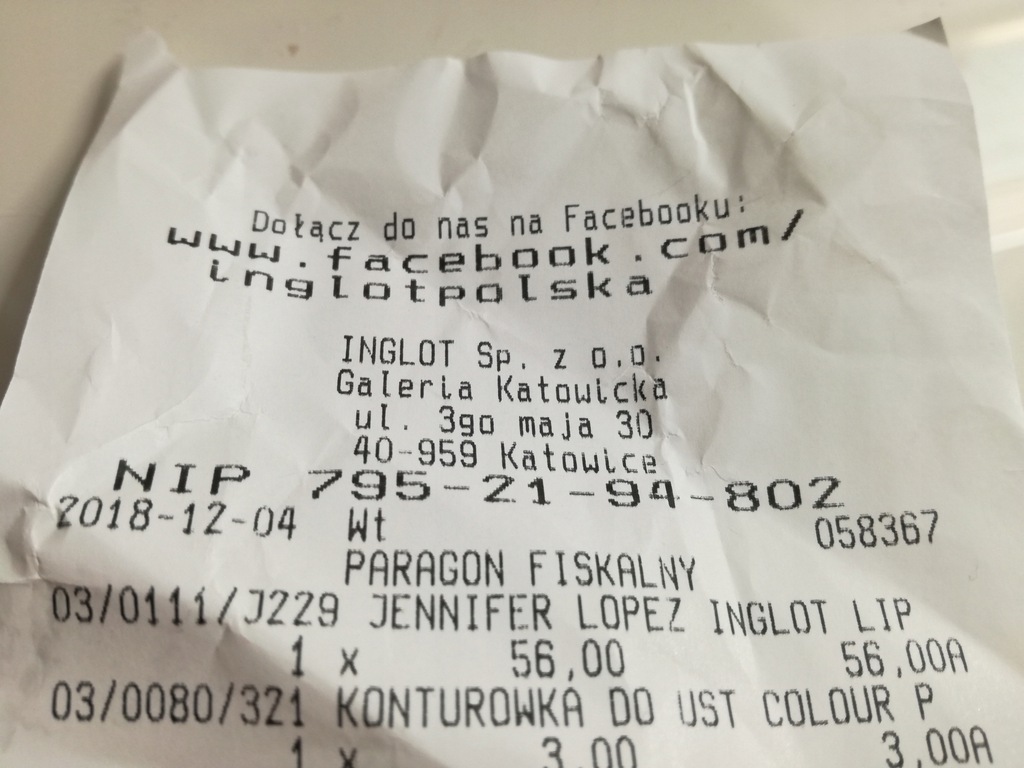 Dołącz do nas na Facebooku:
www.facebook.com/
inglotpolska
INGLOT Sp. z o.o.
Galeria Katowicka
ul. 3go maja 30
40-959 Katowice
NIP 795-21-94-802
2018-12-04 Wt 058367
PARAGON FISKALNY
03/0111/J229 JENNIFER LOPEZ INGLOT LIP
1 x 56,00 56,00A
03/0080/321 KONTUROWKA DO UST COLOUR P
1 x 3,00 3,00A